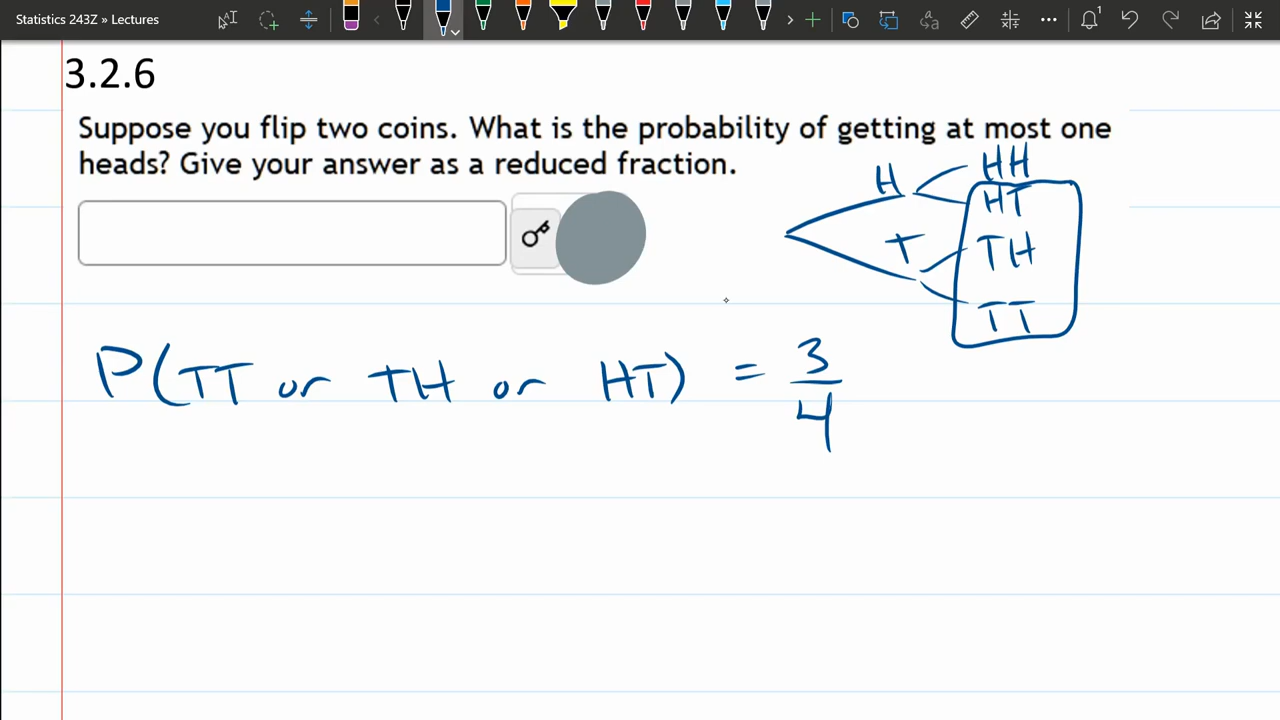 Statistics 243Z » Lectures
3.2.6
Suppose you flip two coins. What is the probability of getting at most one
heads? Give your answer as a reduced fraction.
H
HH
HT
T
TH
TT
P(TT or TH or HT) = 3/4